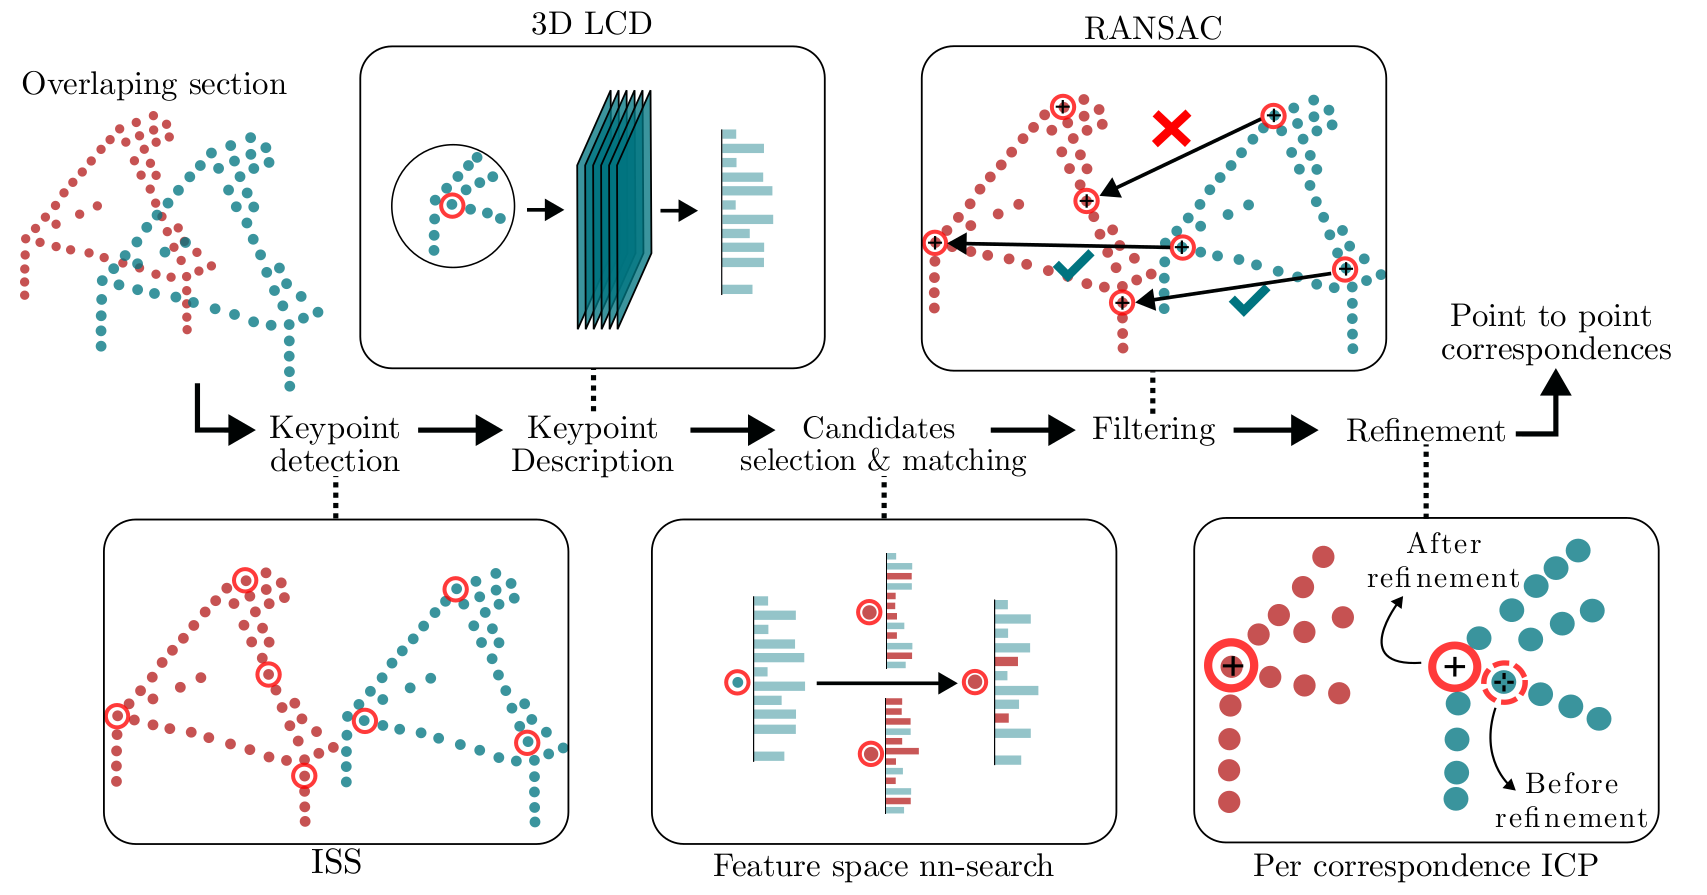 3D LCD
RANSAC
Overlaping section
Point to point
correspondences
Keypoint
detection
Keypoint
Description
Candidates
selection & matching
Filtering
Refinement
After
refinement
Before
refinement
ISS
Feature space nn-search
Per correspondence ICP